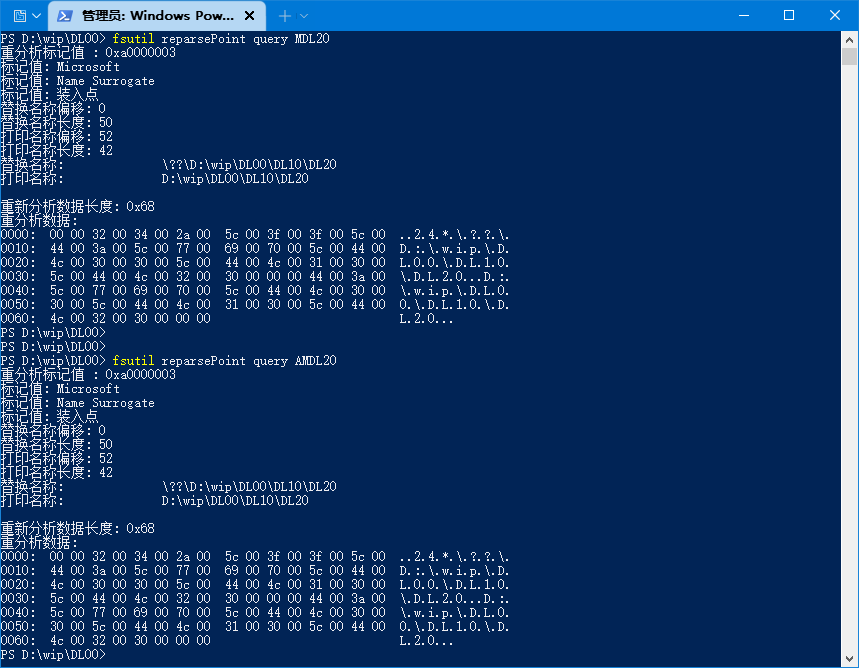 管理员: Windows Pow...
PS D:\wip\DL00> fsutil reparsePoint query MDL20
重分析标记值 : 0xa0000003
标记值: Microsoft
标记值: Name Surrogate
标记值: 装入点
替换名称偏移: 0
替换名称长度: 50
打印名称偏移: 52
打印名称长度: 42
替换名称: \??\D:\wip\DL00\DL10\DL20
打印名称: D:\wip\DL00\DL10\DL20
重新分析数据长度: 0x68
重分析数据:
0000: 00 00 32 00 34 00 2a 00 5c 00 3f 00 3f 00 5c 00 ..2.4.*.\.?.?.\.
0010: 44 00 3a 00 5c 00 77 00 69 00 70 00 5c 00 44 00 D.:.\.w.i.p.\.D.
0020: 4c 00 30 00 30 00 5c 00 44 00 4c 00 31 00 30 00 L.0.0.\.D.L.1.0.
0030: 5c 00 44 00 4c 00 32 00 30 00 00 00 44 00 3a 00 \.D.L.2.0...D.:.
0040: 5c 00 77 00 69 00 70 00 5c 00 44 00 4c 00 30 00 \.w.i.p.\.D.L.0.
0050: 30 00 5c 00 44 00 4c 00 31 00 30 00 5c 00 44 00 0.\.D.L.1.0.\.D.
0060: 4c 00 32 00 30 00 00 00 L.2.0...
PS D:\wip\DL00>
PS D:\wip\DL00>
PS D:\wip\DL00> fsutil reparsePoint query AMDL20
重分析标记值 : 0xa0000003
标记值: Microsoft
标记值: Name Surrogate
标记值: 装入点
替换名称偏移: 0
替换名称长度: 50
打印名称偏移: 52
打印名称长度: 42
替换名称: \??\D:\wip\DL00\DL10\DL20
打印名称: D:\wip\DL00\DL10\DL20
重新分析数据长度: 0x68
重分析数据:
0000: 00 00 32 00 34 00 2a 00 5c 00 3f 00 3f 00 5c 00 ..2.4.*.\.?.?.\.
0010: 44 00 3a 00 5c 00 77 00 69 00 70 00 5c 00 44 00 D.:.\.w.i.p.\.D.
0020: 4c 00 30 00 30 00 5c 00 44 00 4c 00 31 00 30 00 L.0.0.\.D.L.1.0.
0030: 5c 00 44 00 4c 00 32 00 30 00 00 00 44 00 3a 00 \.D.L.2.0...D.:.
0040: 5c 00 77 00 69 00 70 00 5c 00 44 00 4c 00 30 00 \.w.i.p.\.D.L.0.
0050: 30 00 5c 00 44 00 4c 00 31 00 30 00 5c 00 44 00 0.\.D.L.1.0.\.D.
0060: 4c 00 32 00 30 00 00 00 L.2.0...
PS D:\wip\DL00>